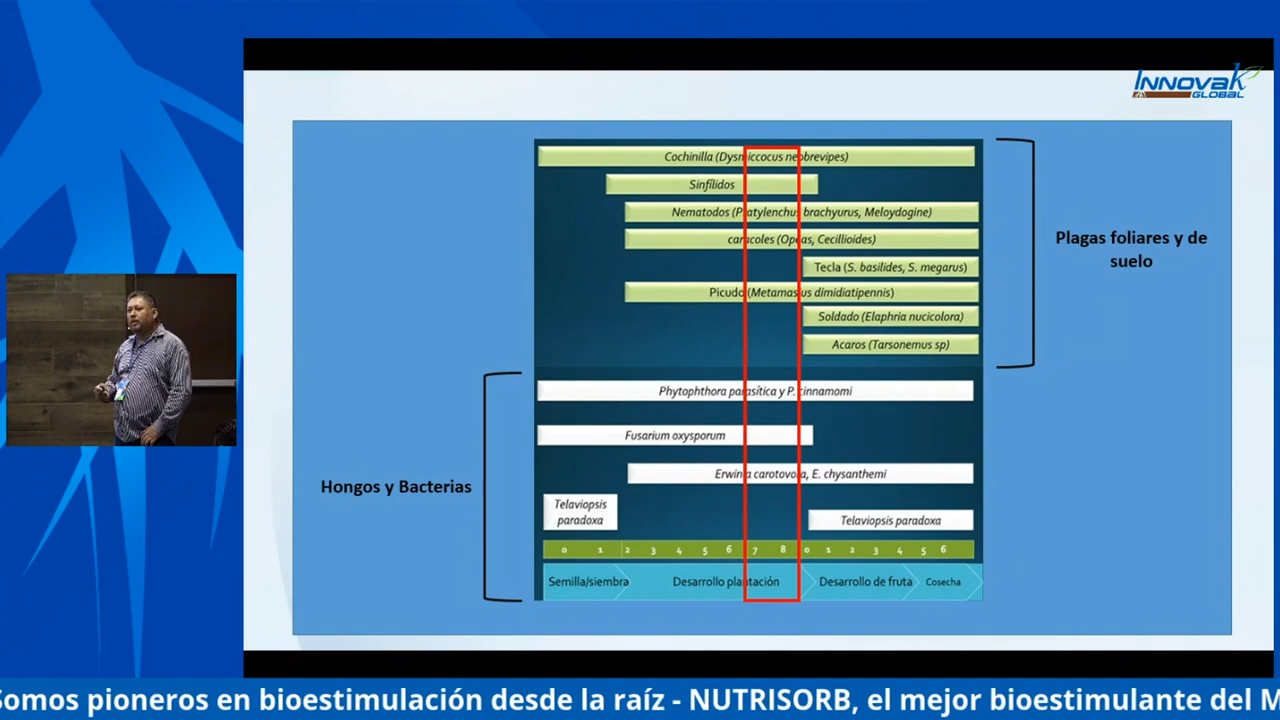 INNOVAK
GLOBAL
Cochinilla (Dysmiccocus neobrevipes)
Sinfílidos
Nematodos (Platylenchus brachyurus, Meloydogine)
caracoles (Opeas, Cecillioides)
Tecla (S. basilides, S. megarus)
Picudo (Metamasius dimidiatipennis)
Soldado (Elaphria nucicolora)
Acaros (Tarsonemus sp)
Plagas foliares y de
suelo
Phytophthora parasítica y P. cinnamomi
Fusarium oxysporum
Erwinia carotovora, E. chysanthemi
Hongos y Bacterias
Telaviopsis
paradoxa
Telaviopsis paradoxa
0 1 2 3 4 5 6 7 8 0 1 2 3 4 5 6
Semilla/siembra Desarrollo plantación Desarrollo de fruta Cosecha
Somos pioneros en bioestimulación desde la raíz - NUTRISORB, el mejor bioestimulante del M